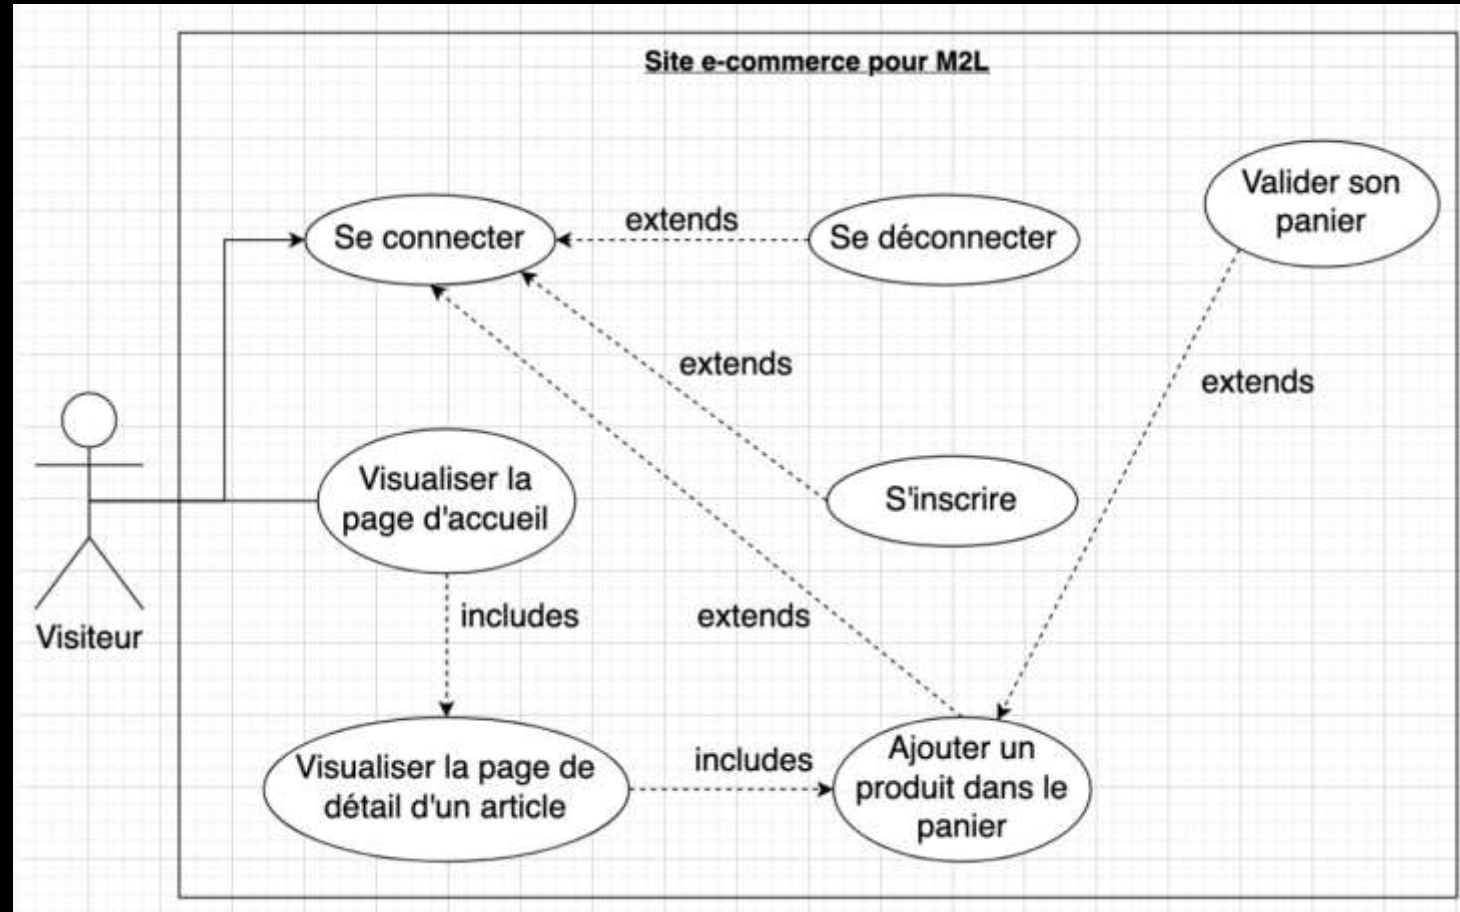 Site e-commerce pour M2L
Valider son
panier
Se connecter
extends
Se déconnecter
extends
extends
Visualiser la
page d'accueil
S'inscrire
includes
extends
Visiteur
Visualiser la page de
détail d'un article
includes
Ajouter un
produit dans le
panier